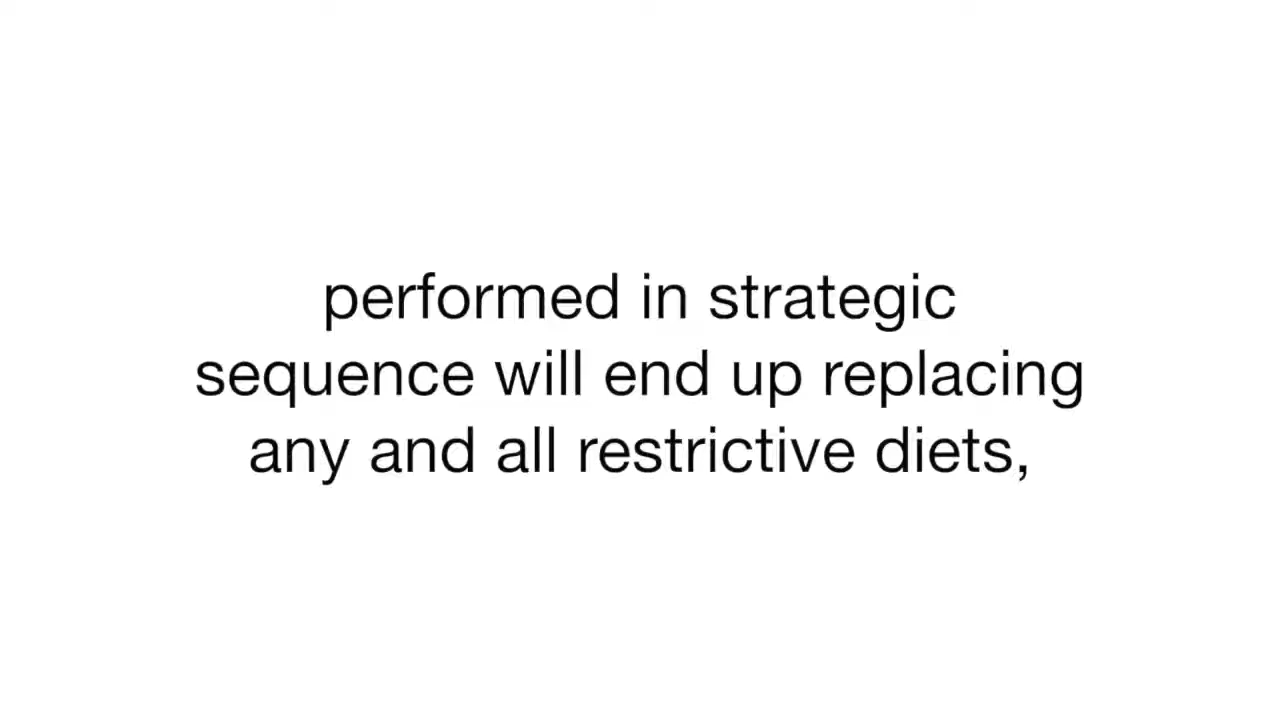 performed in strategic
sequence will end up replacing
any and all restrictive diets,